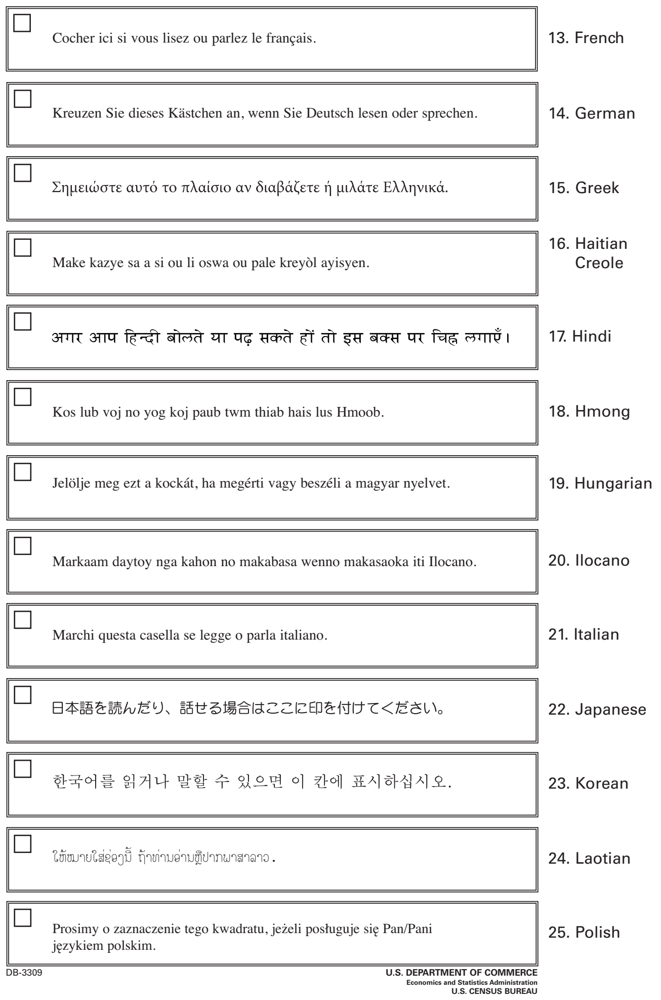 Cocher ici si vous lisez ou parlez le français.
13. French
Kreuzen Sie dieses Kästchen an, wenn Sie Deutsch lesen oder sprechen.
14. German
Σημειώστε αυτό το πλαίσιο αν διαβάζετε ή μιλάτε Ελληνικά.
15. Greek
Make kazye sa a si ou li oswa ou pale kreyòl ayisyen.
16. Haitian
Creole
अगर आप हिन्दी बोलते या पढ़ सकते हों तो इस बक्स पर चिह्न लगाएँ।
17. Hindi
Kos lub voj no yog koj paub twm thiab hais lus Hmoob.
18. Hmong
Jelölje meg ezt a kockát, ha megérti vagy beszéli a magyar nyelvet.
19. Hungarian
Markaam daytoy nga kahon no makabasa wenno makasaoka iti Ilocano.
20. Ilocano
Marchi questa casella se legge o parla italiano.
21. Italian
日本語を読んだり、話せる場合はここに印を付けてください。
22. Japanese
한국어를 읽거나 말할 수 있으면 이 칸에 표시하십시오.
23. Korean
ໃຫ້ໝາຍໃສ່ຊ່ອງນີ້ ຖ້າທ່ານອ່ານຫຼືປາກພາສາລາວ.
24. Laotian
Prosimy o zaznaczenie tego kwadratu, jeżeli posługuje się Pan/Pani
językiem polskim.
25. Polish
DB-3309
U.S. DEPARTMENT OF COMMERCE
Economics and Statistics Administration
U.S. CENSUS BUREAU